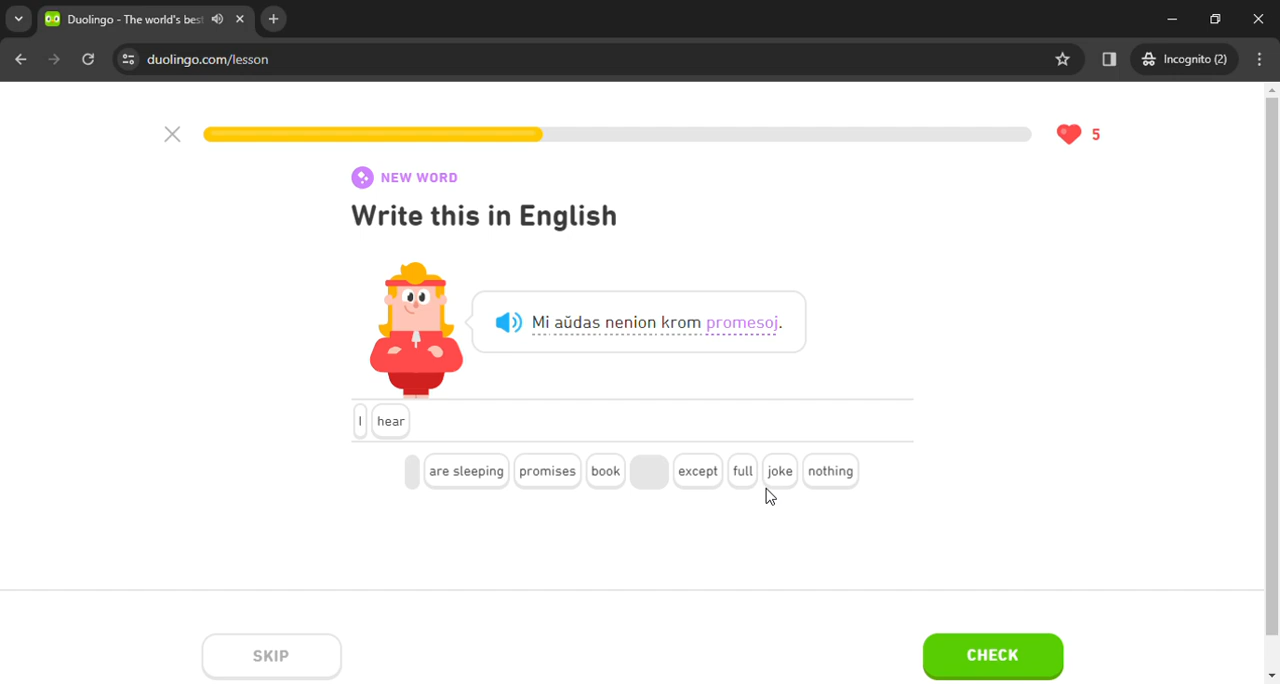 Duolingo - The world's best
duolingo.com/lesson
Incognito (2)
5
NEW WORD
Write this in English
Mi aŭdas nenion krom promesoj.
I hear
are sleeping promises book except full joke nothing
SKIP
CHECK